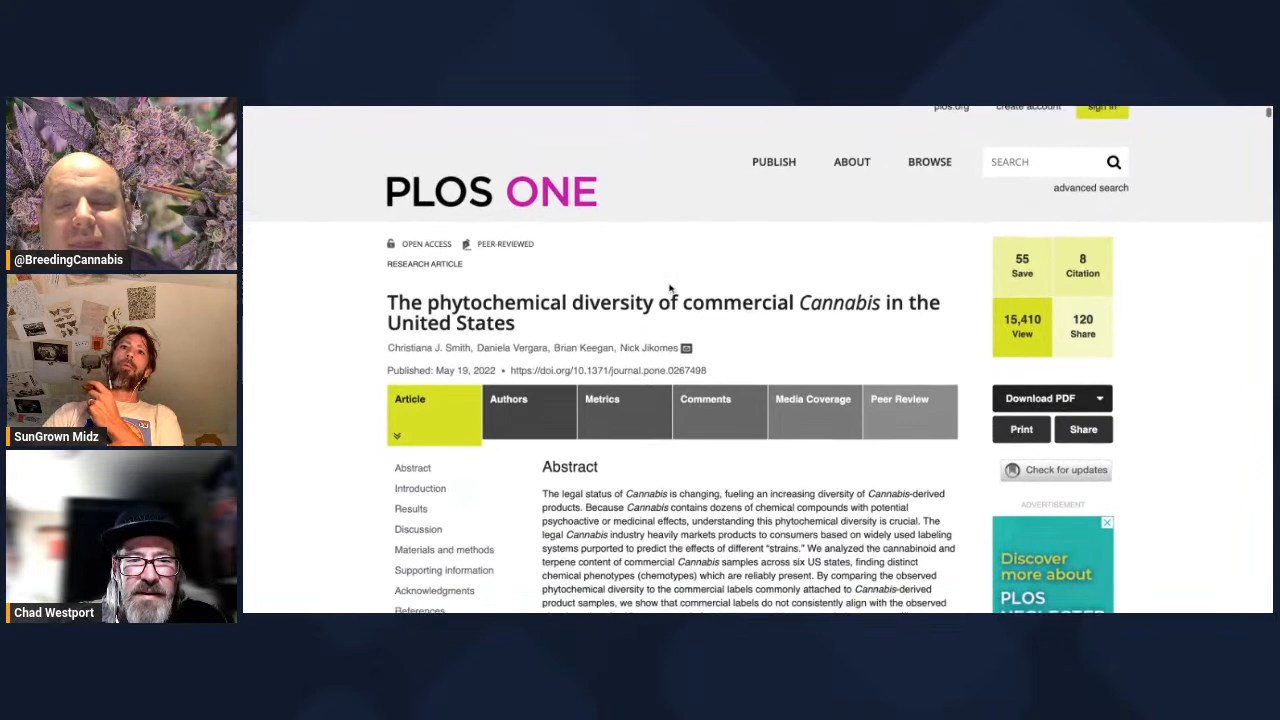 @BreedingCannabis
SunGrown Midz
Chad Westport
plos.org create account sign in
PUBLISH ABOUT BROWSE SEARCH
advanced search
PLOS ONE
OPEN ACCESS PEER-REVIEWED
RESEARCH ARTICLE
The phytochemical diversity of commercial Cannabis in the
United States
Christiana J. Smith, Daniela Vergara, Brian Keegan, Nick Jikomes
Published: May 19, 2022 • https://doi.org/10.1371/journal.pone.0267498
55 8
Save Citation
15,410 120
View Share
Article Authors Metrics Comments Media Coverage Peer Review
Abstract
Introduction
Results
Discussion
Materials and methods
Supporting information
Acknowledgments
References
Abstract
The legal status of Cannabis is changing, fueling an increasing diversity of Cannabis-derived
products. Because Cannabis contains dozens of chemical compounds with potential
psychoactive or medicinal effects, understanding this phytochemical diversity is crucial. The
legal Cannabis industry heavily markets products to consumers based on widely used labeling
systems purported to predict the effects of different “strains.” We analyzed the cannabinoid and
terpene content of commercial Cannabis samples across six US states, finding distinct
chemical phenotypes (chemotypes) which are reliably present. By comparing the observed
phytochemical diversity to the commercial labels commonly attached to Cannabis-derived
product samples, we show that commercial labels do not consistently align with the observed
Download PDF
Print Share
Check for updates
ADVERTISEMENT
Discover
more about
PLOS
NEGLECTED